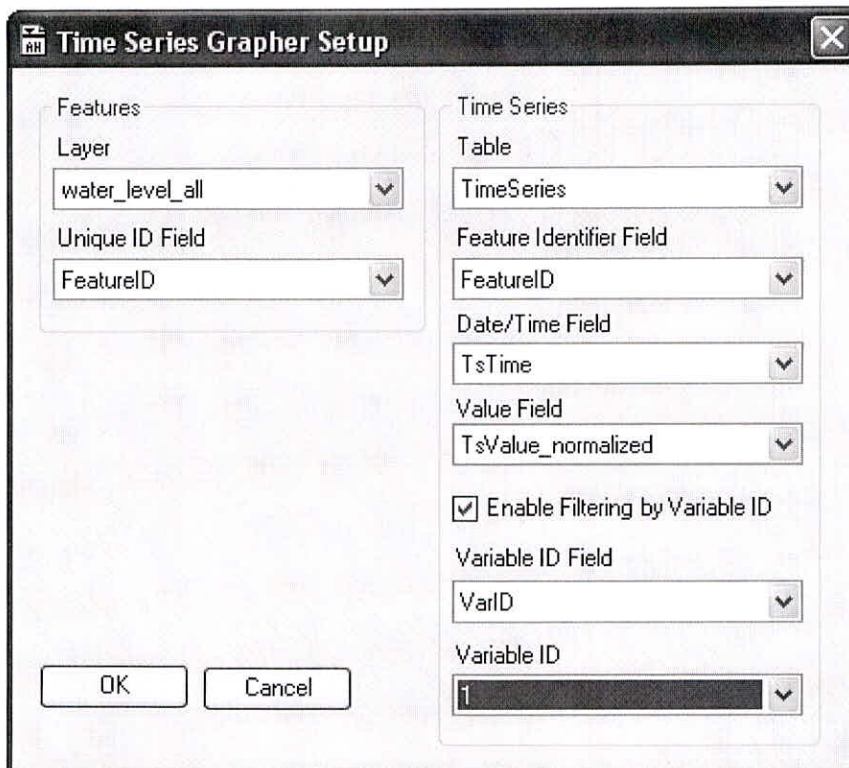 AH Time Series Grapher Setup
Features
Layer
water_level_all
Unique ID Field
FeatureID
Time Series
Table
TimeSeries
Feature Identifier Field
FeatureID
Date/Time Field
TsTime
Value Field
TsValue_normalized
Enable Filtering by Variable ID
Variable ID Field
VarID
Variable ID
1
OK
Cancel